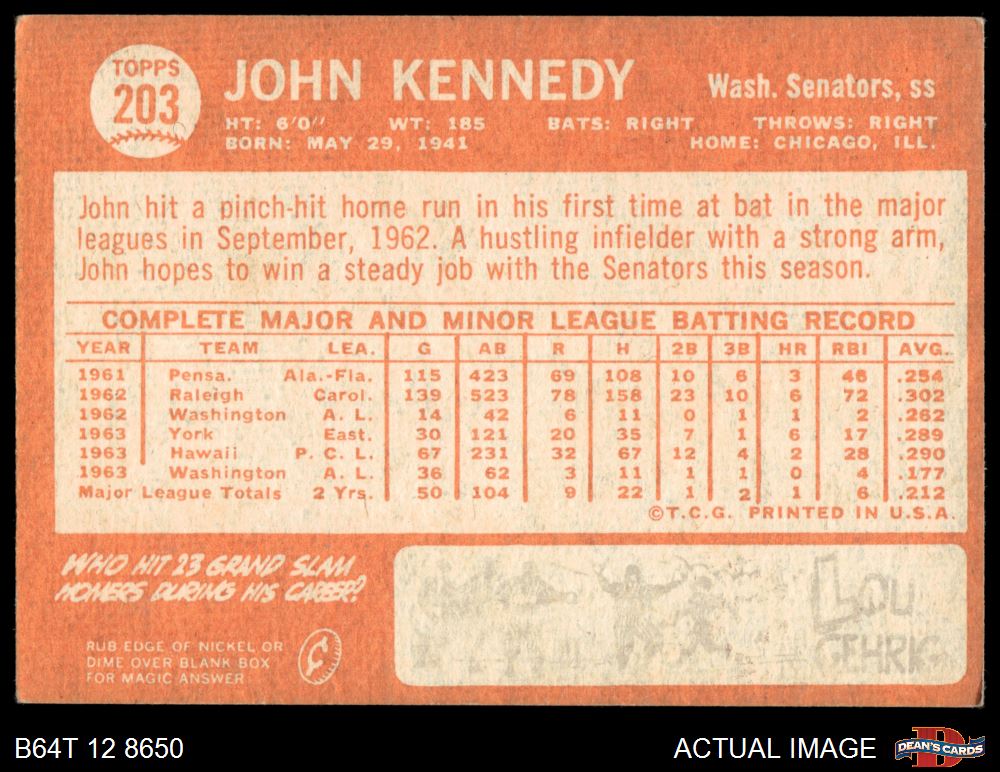 TOPPS
203
JOHN KENNEDY
Wash. Senators, ss
HT: 6'0" WT: 185 BATS: RIGHT THROWS: RIGHT
BORN: MAY 29, 1941 HOME: CHICAGO, ILL.
John hit a pinch-hit home run in his first time at bat in the major
leagues in September, 1962. A hustling infielder with a strong arm,
John hopes to win a steady job with the Senators this season.
COMPLETE MAJOR AND MINOR LEAGUE BATTING RECORD
YEAR TEAM LEA. G AB R H 2B 3B HR RBI AVG.
1961 Pensa. Ala.-Fla. 115 423 69 108 10 6 3 46 .254
1962 Raleigh Carol. 139 523 78 158 23 10 6 72 .302
1962 Washington A. L. 14 42 6 11 0 1 1 2 .262
1963 York East. 30 121 20 35 7 1 6 17 .289
1963 Hawaii P. C. L. 67 231 32 67 12 4 2 28 .290
1963 Washington A. L. 36 62 3 11 1 1 0 4 .177
Major League Totals 2 Yrs. 50 104 9 22 1 2 1 6 .212
©T.C.G. PRINTED IN U.S.A.
WHO HIT 23 GRAND SLAM
HOMERS DURING HIS CAREER?
RUB EDGE OF NICKEL OR
DIME OVER BLANK BOX
FOR MAGIC ANSWER
LOU
GEHRIG
B64T 12 8650
ACTUAL IMAGE
DEAN'S CARDS